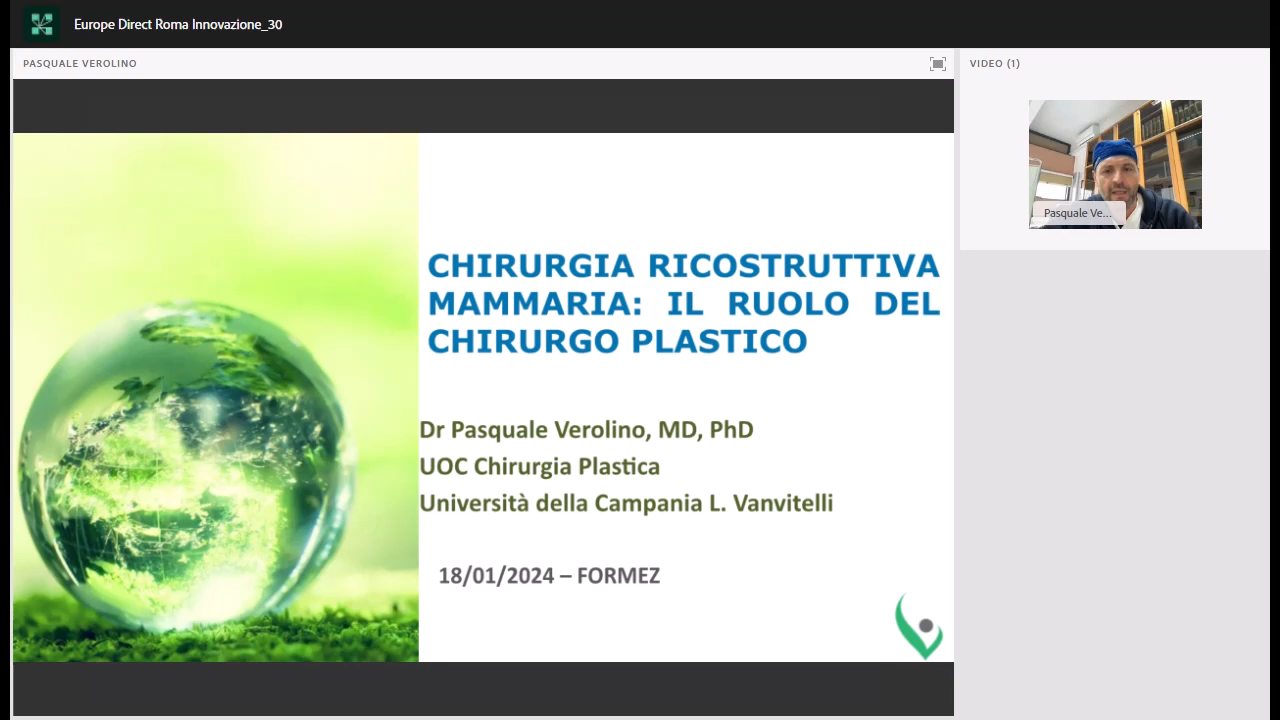 Europe Direct Roma Innovazione_30
PASQUALE VEROLINO
VIDEO (1)
Pasquale Ve...
CHIRURGIA RICOSTRUTTIVA
MAMMARIA: IL RUOLO DEL
CHIRURGO PLASTICO
Dr Pasquale Verolino, MD, PhD
UOC Chirurgia Plastica
Università della Campania L. Vanvitelli
18/01/2024 – FORMEZ